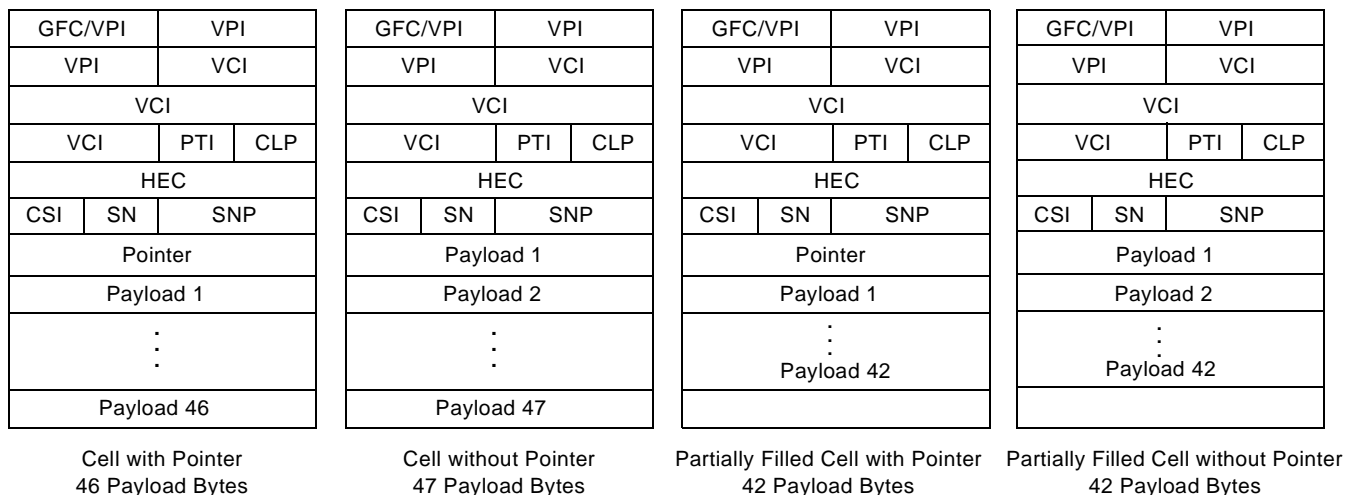 GFC/VPI VPI
VPI VCI
VCI
VCI PTI CLP
HEC
CSI SN SNP
Pointer
Payload 1
Payload 46
Cell with Pointer
46 Payload Bytes
GFC/VPI VPI
VPI VCI
VCI
VCI PTI CLP
HEC
CSI SN SNP
Payload 1
Payload 2
Payload 47
Cell without Pointer
47 Payload Bytes
GFC/VPI VPI
VPI VCI
VCI
VCI PTI CLP
HEC
CSI SN SNP
Pointer
Payload 1
Payload 42
Partially Filled Cell with Pointer
42 Payload Bytes
GFC/VPI VPI
VPI VCI
VCI
VCI PTI CLP
HEC
CSI SN SNP
Payload 1
Payload 2
Payload 42
Partially Filled Cell without Pointer
42 Payload Bytes